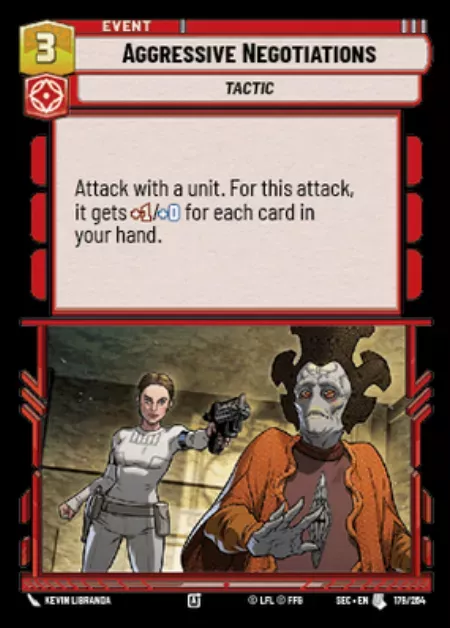 EVENT
3
AGGRESSIVE NEGOTIATIONS
TACTIC
Attack with a unit. For this attack,
it gets +1/+0 for each card in
your hand.
KEVIN LIBRANDA
© LFL © FFG
SEC • EN
176/264